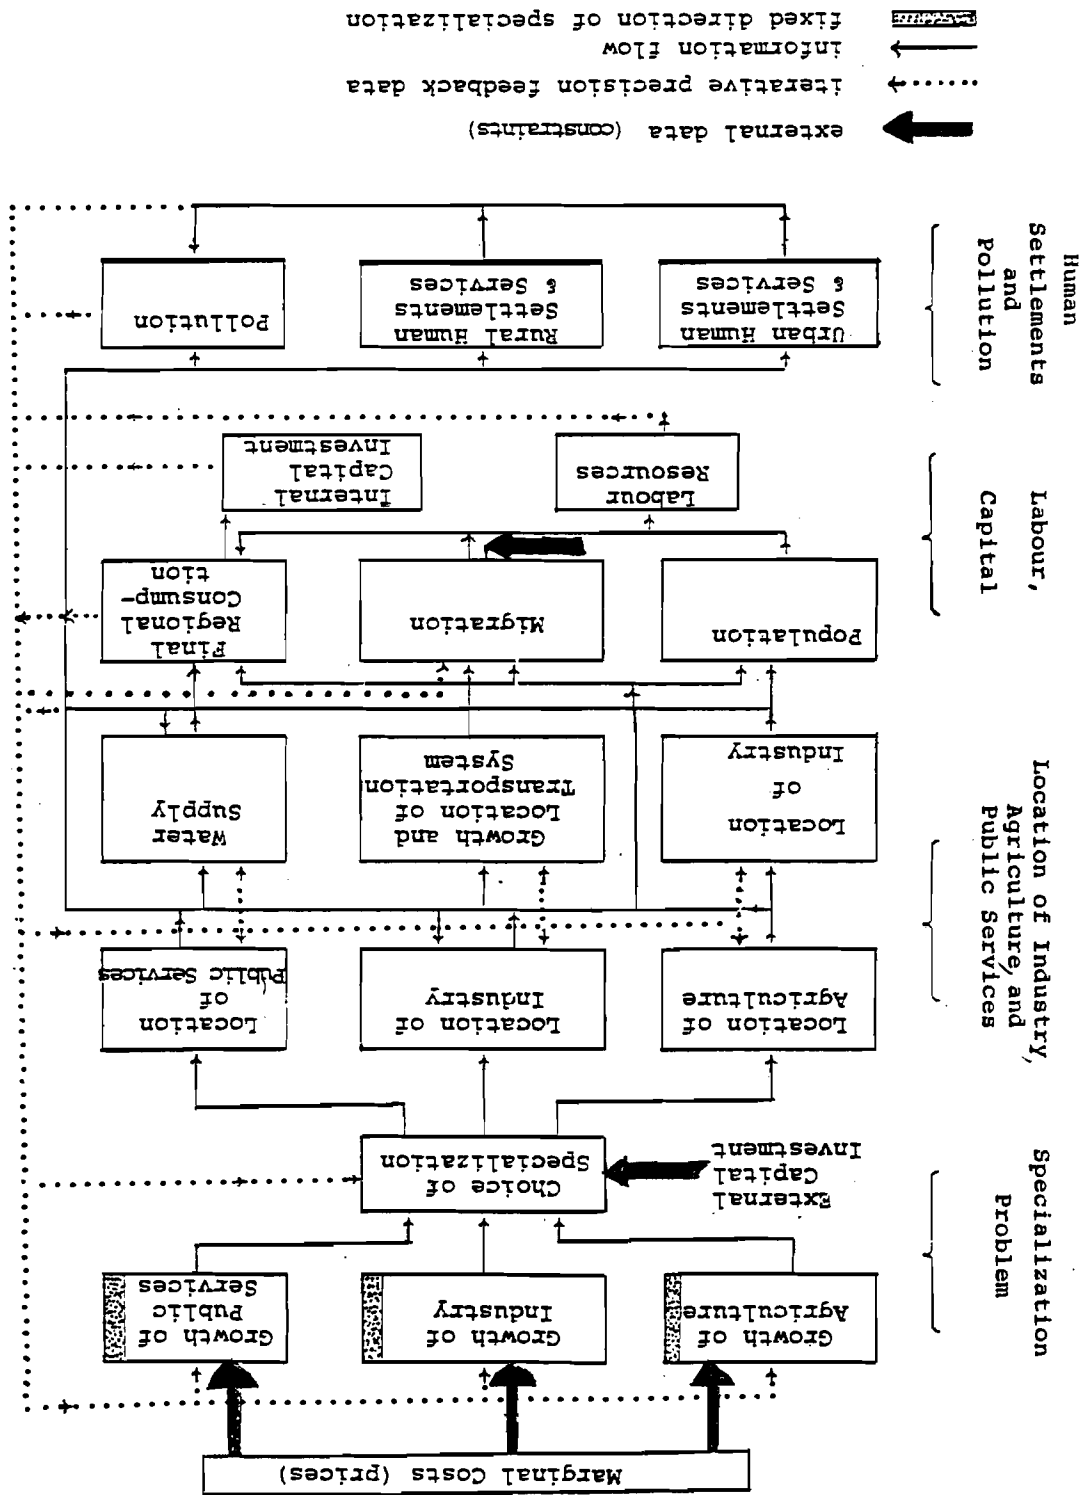 Marginal Costs (prices)
Specialization
Problem
Growth of
Agriculture
Growth of
Industry
Growth of
Public
Services
External
Capital
Investment
Choice of
Specialization
Location of Industry,
Agriculture, and
Public Services
Location of
Agriculture
Location of
Industry
Location
of
Public Services
Location
of
Industry
Growth and
Location of
Transportation
System
Water
Supply
Labour,
Capital
Population
Migration
Final
Regional
Consump-
tion
Labour
Resources
Internal
Capital
Investment
Human
Settlements
and
Pollution
Urban Human
Settlements
& Services
Rural Human
Settlements
& Services
Pollution
external data (constraints)
iterative precision feedback data
information flow
fixed direction of specialization